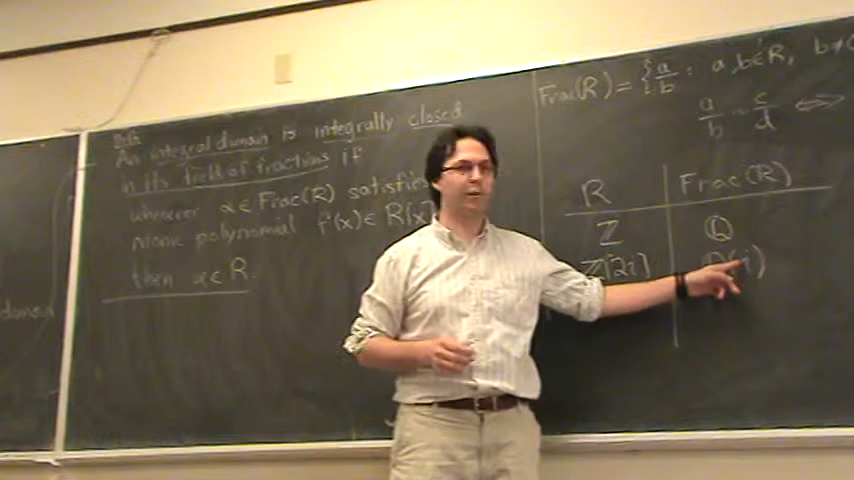 Defn
An integral domain is integrally closed
in its field of fractions if
whenever α ∈ Frac(R) satisfies
monic polynomial f(x) ∈ R[x]
then α ∈ R.
domain
Frac(R) = { a/b : a, b ∈ R, b ≠ 0
a/b ~ c/d ⇔
R Frac(R)
ℤ ℚ
ℤ[2i] ℚ(i)